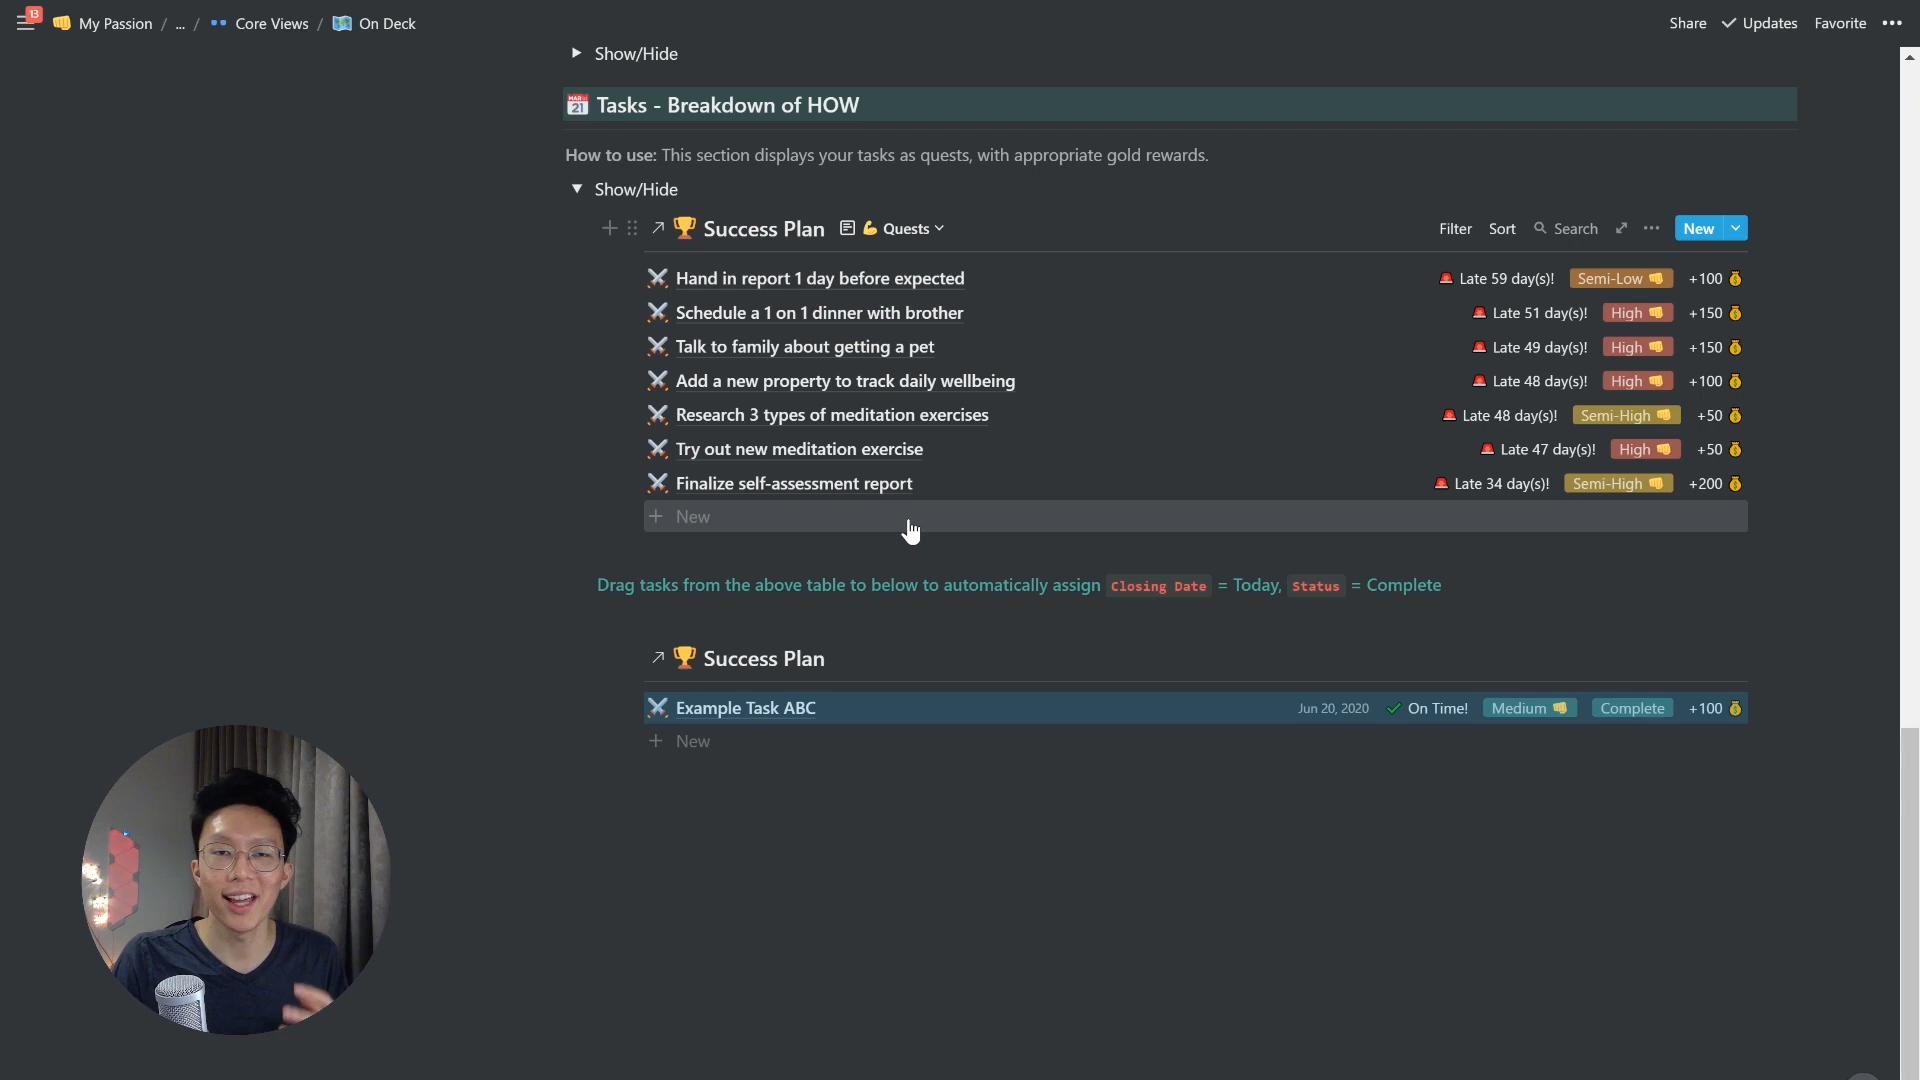 13 My Passion / ... / Core Views / On Deck Share Updates Favorite
Show/Hide
Tasks - Breakdown of HOW
How to use: This section displays your tasks as quests, with appropriate gold rewards.
Show/Hide
Success Plan Quests Filter Sort Search New
Hand in report 1 day before expected Late 59 day(s)! Semi-Low +100
Schedule a 1 on 1 dinner with brother Late 51 day(s)! High +150
Talk to family about getting a pet Late 49 day(s)! High +150
Add a new property to track daily wellbeing Late 48 day(s)! High +100
Research 3 types of meditation exercises Late 48 day(s)! Semi-High +50
Try out new meditation exercise Late 47 day(s)! High +50
Finalize self-assessment report Late 34 day(s)! Semi-High +200
+ New
Drag tasks from the above table to below to automatically assign Closing Date = Today, Status = Complete
Success Plan
Example Task ABC Jun 20, 2020 On Time! Medium Complete +100
+ New